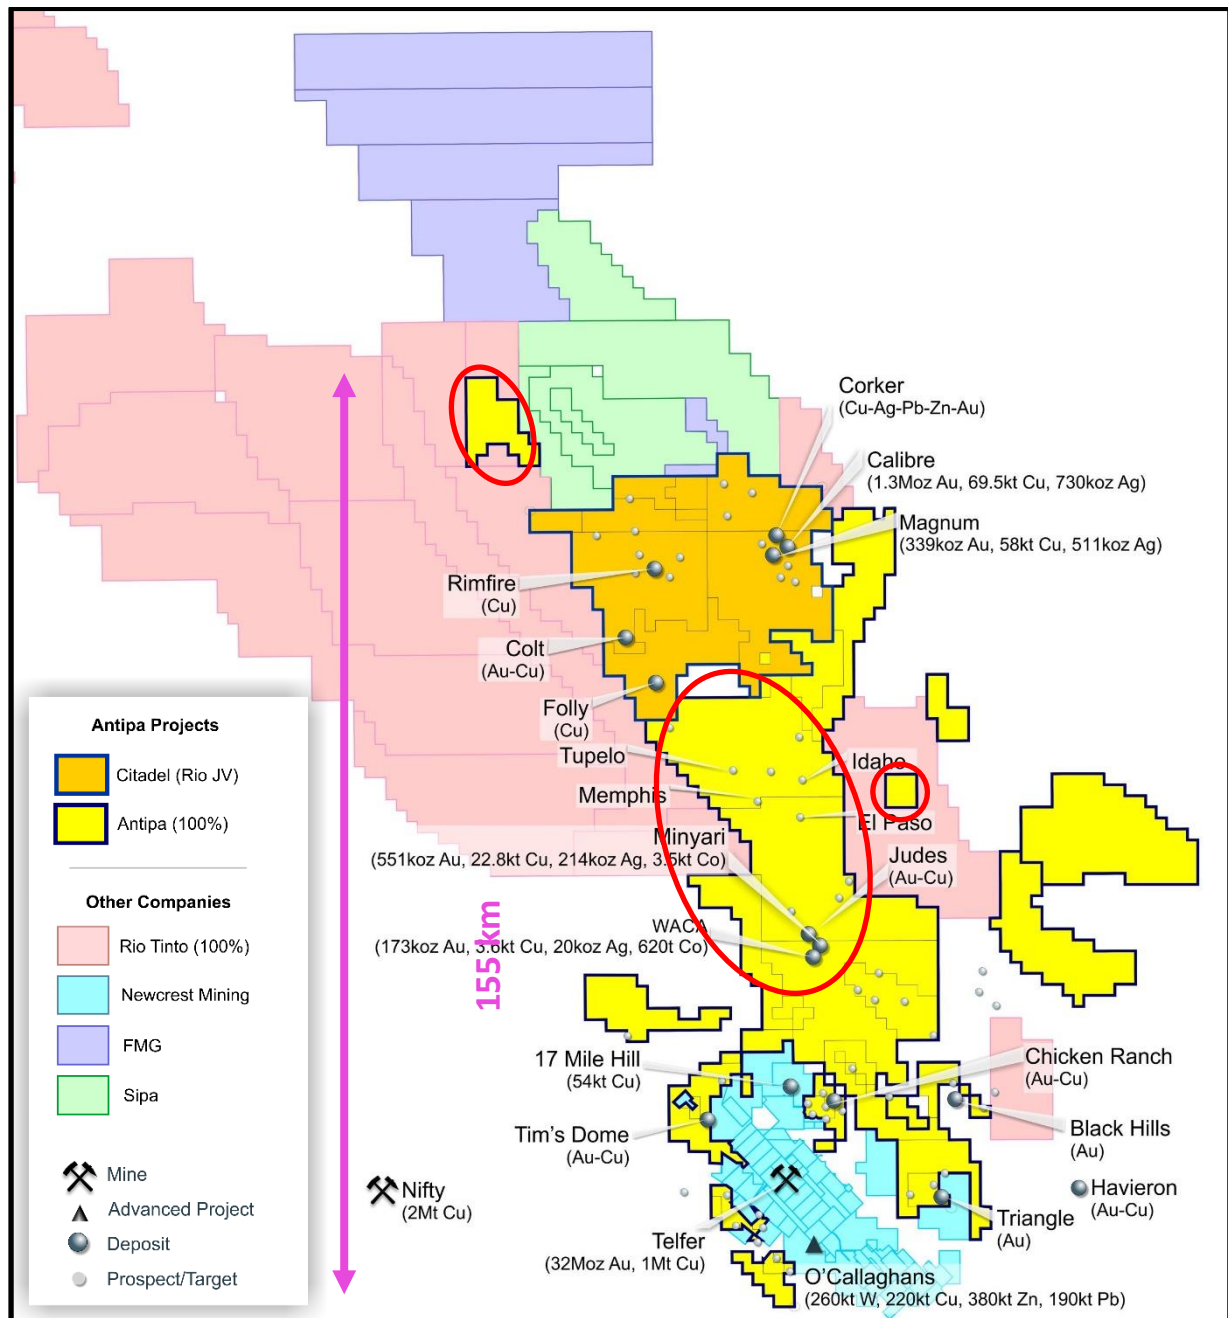 Corker
(Cu-Ag-Pb-Zn-Au)
Calibre
(1.3Moz Au, 69.5kt Cu, 730koz Ag)
Magnum
(339koz Au, 58kt Cu, 511koz Ag)
Rimfire
(Cu)
Colt
(Au-Cu)
Folly
(Cu)
Tupelo
Idaho
Memphis
El Paso
Minyari
(551koz Au, 22.8kt Cu, 214koz Ag, 3.5kt Co)
Judes
(Au-Cu)
WACA
(173koz Au, 3.6kt Cu, 20koz Ag, 620t Co)
155 km
17 Mile Hill
(54kt Cu)
Chicken Ranch
(Au-Cu)
Tim's Dome
(Au-Cu)
Black Hills
(Au)
Nifty
(2Mt Cu)
Havieron
(Au-Cu)
Triangle
(Au)
Telfer
(32Moz Au, 1Mt Cu)
O'Callaghans
(260kt W, 220kt Cu, 380kt Zn, 190kt Pb)
Antipa Projects
Citadel (Rio JV)
Antipa (100%)
Other Companies
Rio Tinto (100%)
Newcrest Mining
FMG
Sipa
Mine
Advanced Project
Deposit
Prospect/Target